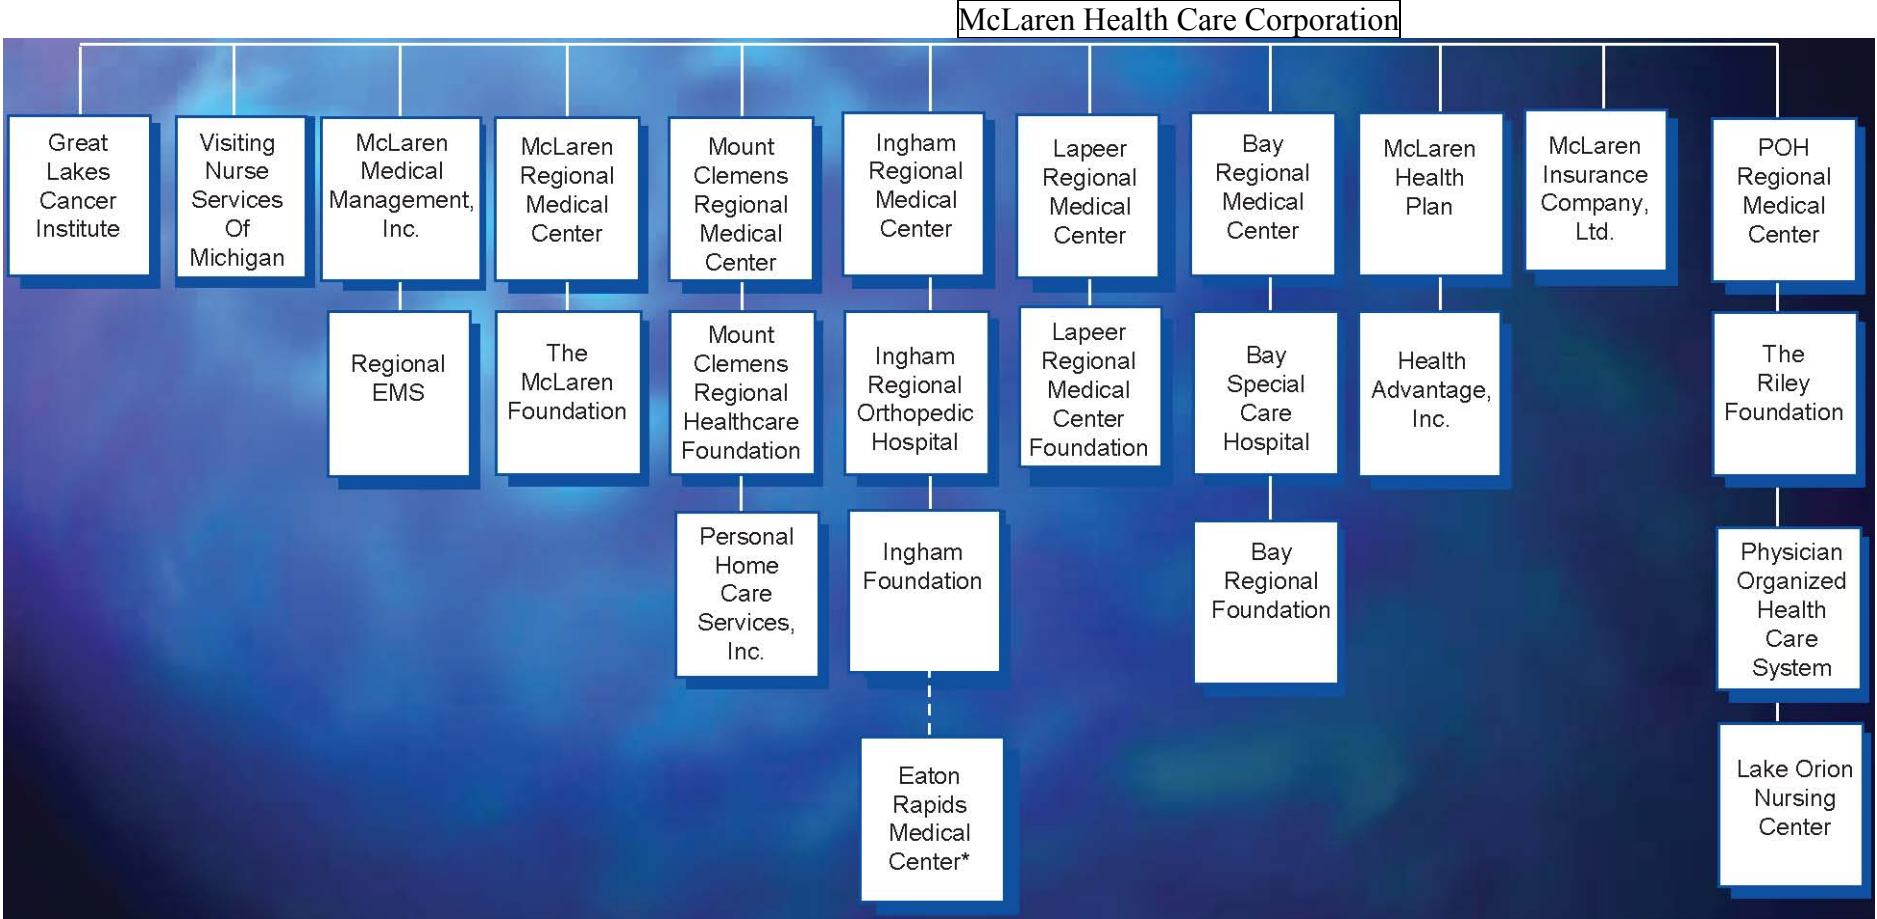 McLaren Health Care Corporation
Great
Lakes
Cancer
Institute
Visiting
Nurse
Services
Of
Michigan
McLaren
Medical
Management,
Inc.
McLaren
Regional
Medical
Center
Mount
Clemens
Regional
Medical
Center
Ingham
Regional
Medical
Center
Lapeer
Regional
Medical
Center
Bay
Regional
Medical
Center
McLaren
Health
Plan
McLaren
Insurance
Company,
Ltd.
POH
Regional
Medical
Center
Regional
EMS
The
McLaren
Foundation
Mount
Clemens
Regional
Healthcare
Foundation
Ingham
Regional
Orthopedic
Hospital
Lapeer
Regional
Medical
Center
Foundation
Bay
Special
Care
Hospital
Health
Advantage,
Inc.
The
Riley
Foundation
Personal
Home
Care
Services,
Inc.
Ingham
Foundation
Bay
Regional
Foundation
Physician
Organized
Health
Care
System
Eaton
Rapids
Medical
Center*
Lake Orion
Nursing
Center